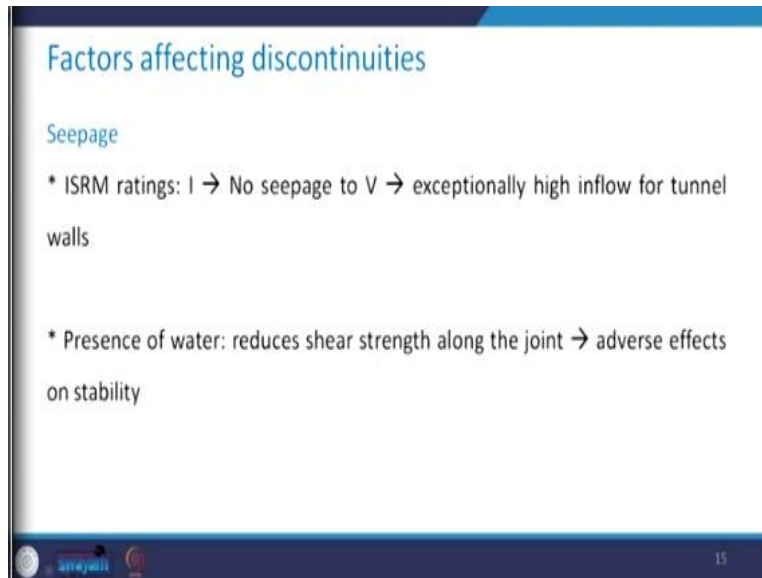 Factors affecting discontinuities
Seepage
* ISRM ratings: I → No seepage to V → exceptionally high inflow for tunnel
walls
* Presence of water: reduces shear strength along the joint → adverse effects
on stability
swayam
15